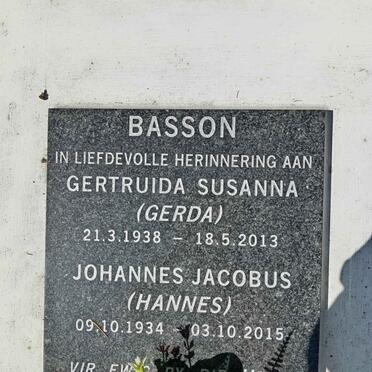 BASSON
IN LIEFDEVOLLE HERINNERING AAN
GERTRUIDA SUSANNA
(GERDA)
21.3.1938 – 18.5.2013
JOHANNES JACOBUS
(HANNES)
09.10.1934 – 03.10.2015
VIR